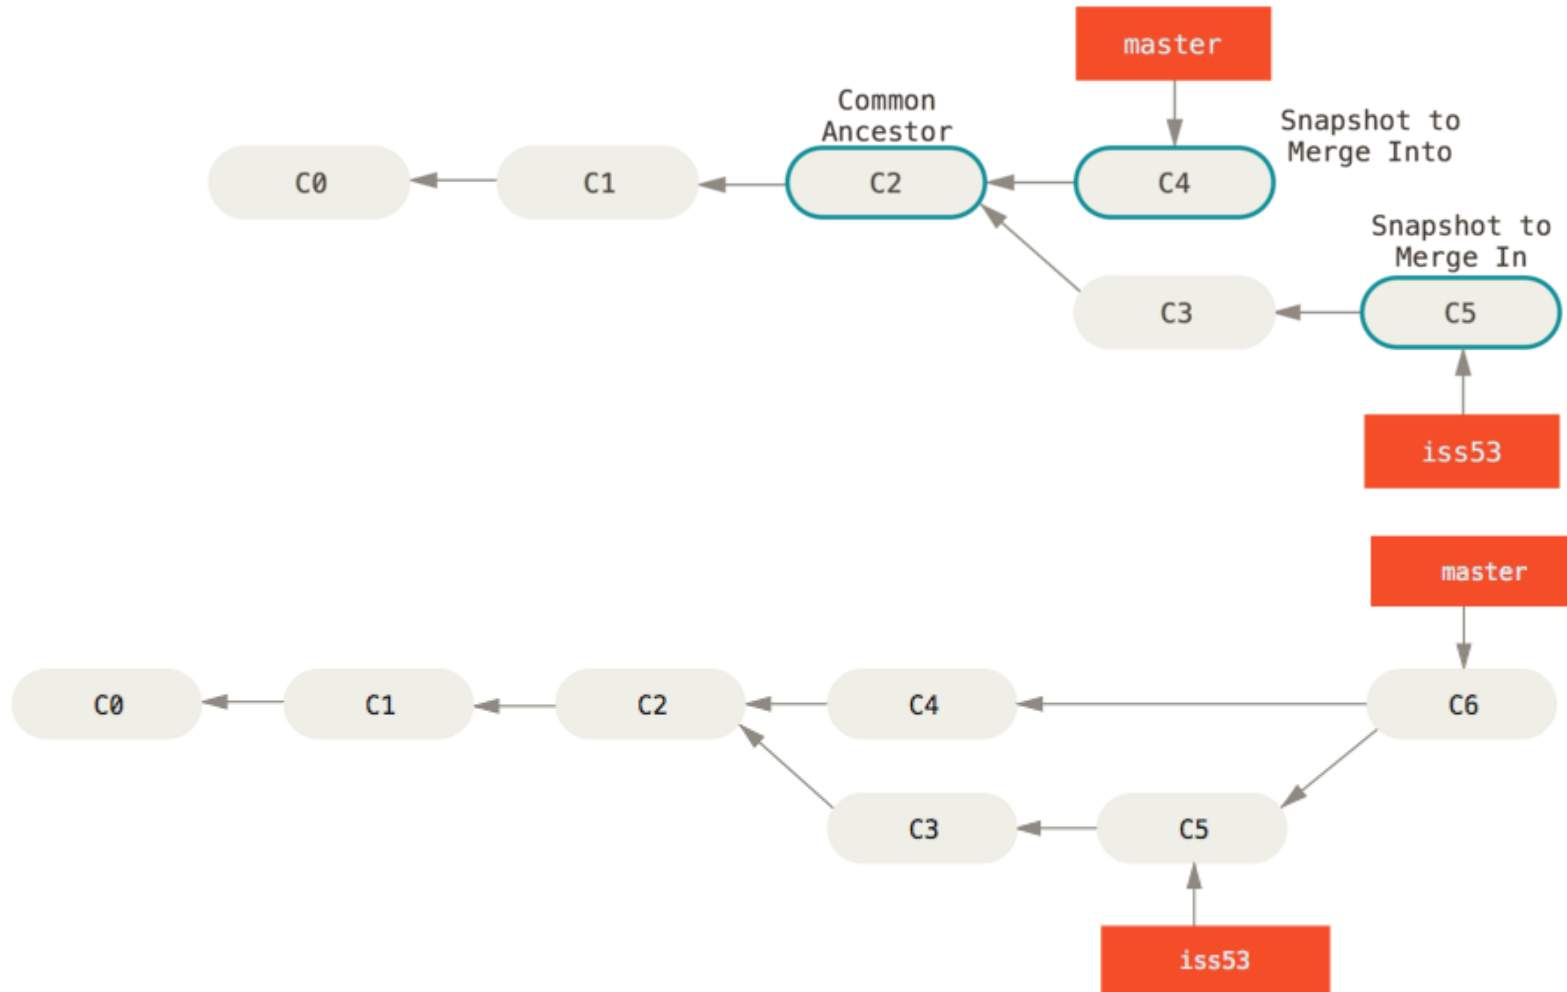 master
Common
Ancestor
Snapshot to
Merge Into
C0
C1
C2
C4
Snapshot to
Merge In
C3
C5
iss53
master
C0
C1
C2
C4
C6
C3
C5
iss53